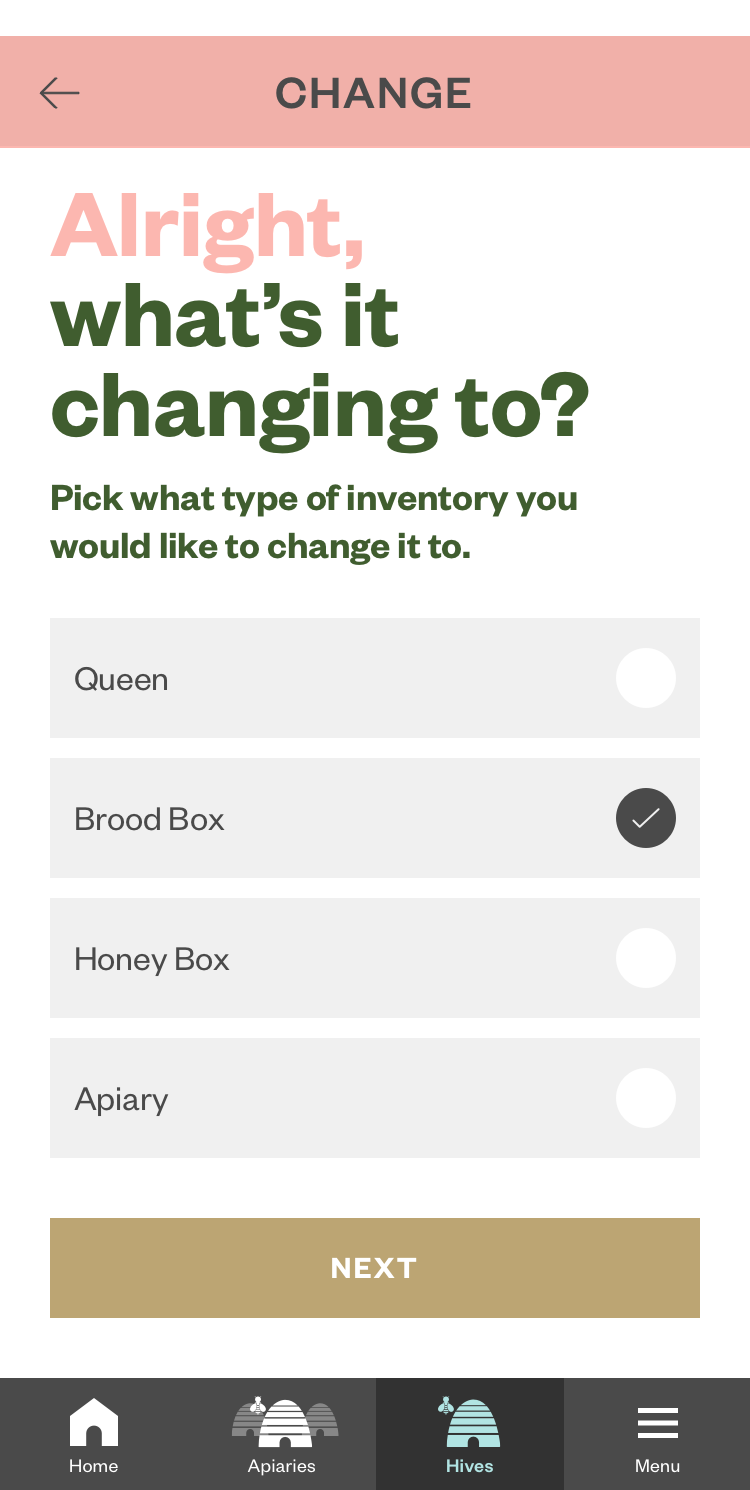 CHANGE
Alright,
what’s it
changing to?
Pick what type of inventory you
would like to change it to.
Queen
Brood Box
Honey Box
Apiary
NEXT
Home
Apiaries
Hives
Menu